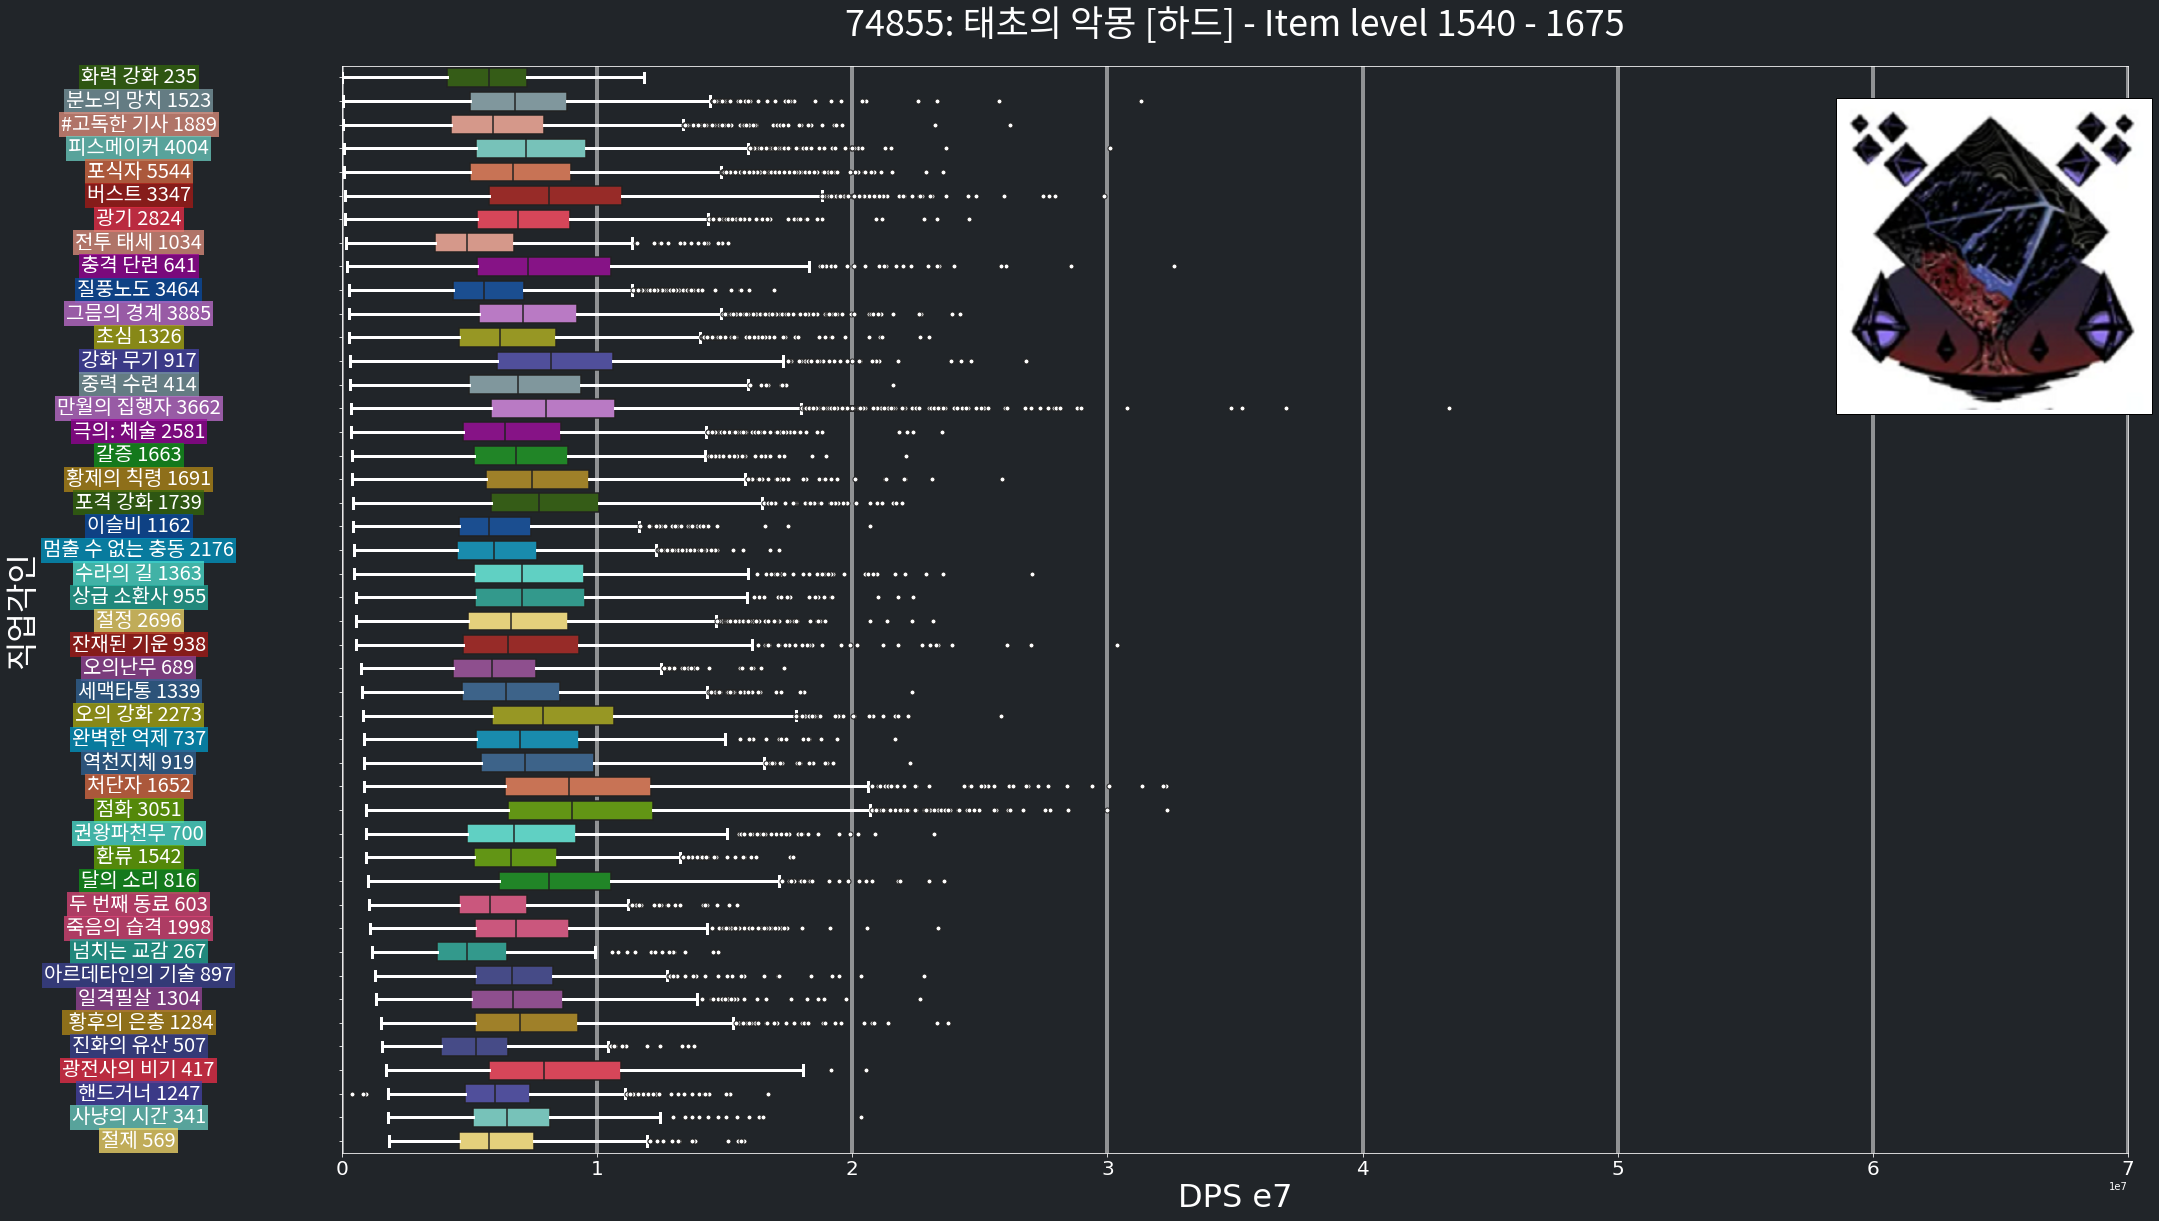 74855: 태초의 악몽 [하드] - Item level 1540 - 1675
화력 강화 235
분노의 망치 1523
#고독한 기사 1889
피스메이커 4004
포식자 5544
버스트 3347
광기 2824
전투 태세 1034
충격 단련 641
질풍노도 3464
그믐의 경계 3885
초심 1326
강화 무기 917
중력 수련 414
만월의 집행자 3662
극의: 체술 2581
갈증 1663
황제의 칙령 1691
포격 강화 1739
이슬비 1162
멈출 수 없는 충동 2176
수라의 길 1363
상급 소환사 955
절정 2696
잔재된 기운 938
오의난무 689
세맥타통 1339
오의 강화 2273
완벽한 억제 737
역천지체 919
처단자 1652
점화 3051
권왕파천무 700
환류 1542
달의 소리 816
두 번째 동료 603
죽음의 습격 1998
넘치는 교감 267
아르데타인의 기술 897
일격필살 1304
황후의 은총 1284
진화의 유산 507
광전사의 비기 417
핸드거너 1247
사냥의 시간 341
절제 569
직업각인
0 1 2 3 4 5 6 7
DPS e7
1e7